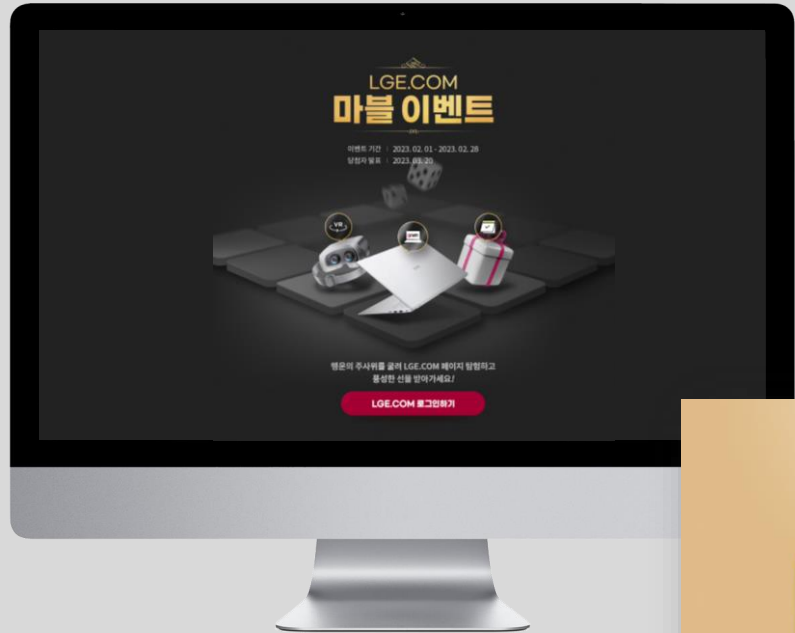 LGE.COM
마블 이벤트
이벤트 기간 : 2023. 02. 01 - 2023. 02. 28
당첨자 발표 : 2023. 03. 20
VR
행운의 주사위를 굴려 LGE.COM 페이지 탐험하고
풍성한 선물 받아가세요!
LGE.COM 로그인하기